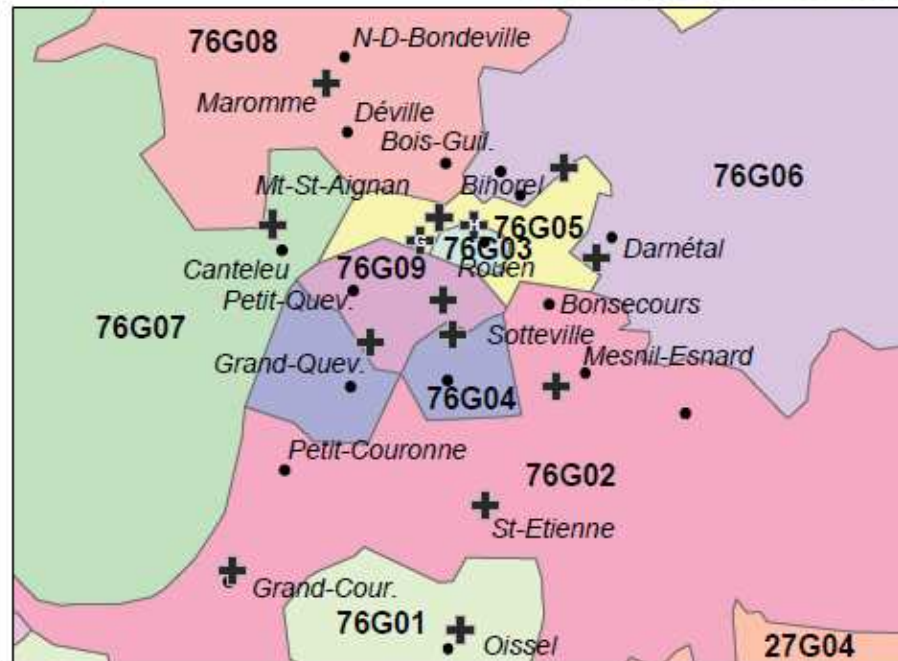 76G08
N-D-Bondeville
Maromme
Déville
Bois-Guil.
Mt-St-Aignan
Bihorel
76G06
76G05
H
G
76G03
Darnétal
Canteleu
76G09
Rouen
Petit-Quev.
Bonsecours
76G07
Sotteville
Mesnil-Esnard
Grand-Quev.
76G04
Petit-Couronne
76G02
St-Etienne
Grand-Cour.
76G01
Oissel
27G04